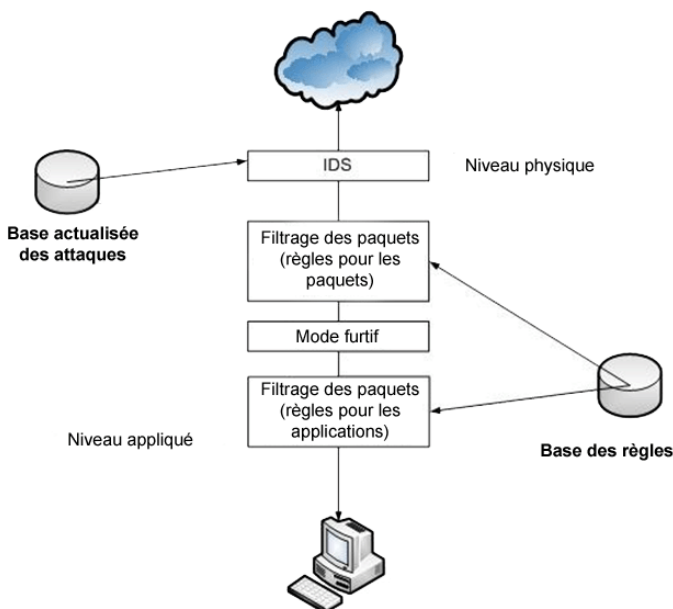 IDS
Niveau physique
Base actualisée
des attaques
Filtrage des paquets
(règles pour les
paquets)
Mode furtif
Filtrage des paquets
(règles pour les
applications)
Niveau appliqué
Base des règles